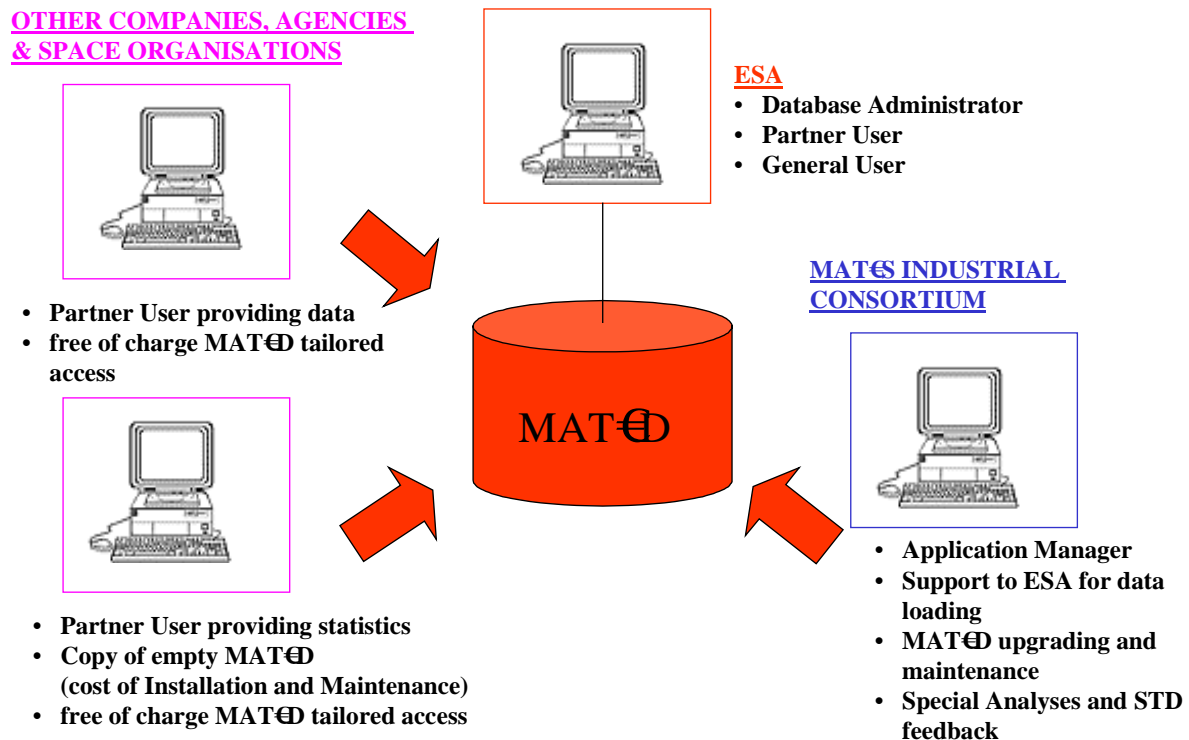 OTHER COMPANIES, AGENCIES
& SPACE ORGANISATIONS
• Partner User providing data
• free of charge MAT€D tailored
access
• Partner User providing statistics
• Copy of empty MAT€D
(cost of Installation and Maintenance)
• free of charge MAT€D tailored access
ESA
• Database Administrator
• Partner User
• General User
MAT€D
MAT€S INDUSTRIAL
CONSORTIUM
• Application Manager
• Support to ESA for data
loading
• MAT€D upgrading and
maintenance
• Special Analyses and STD
feedback